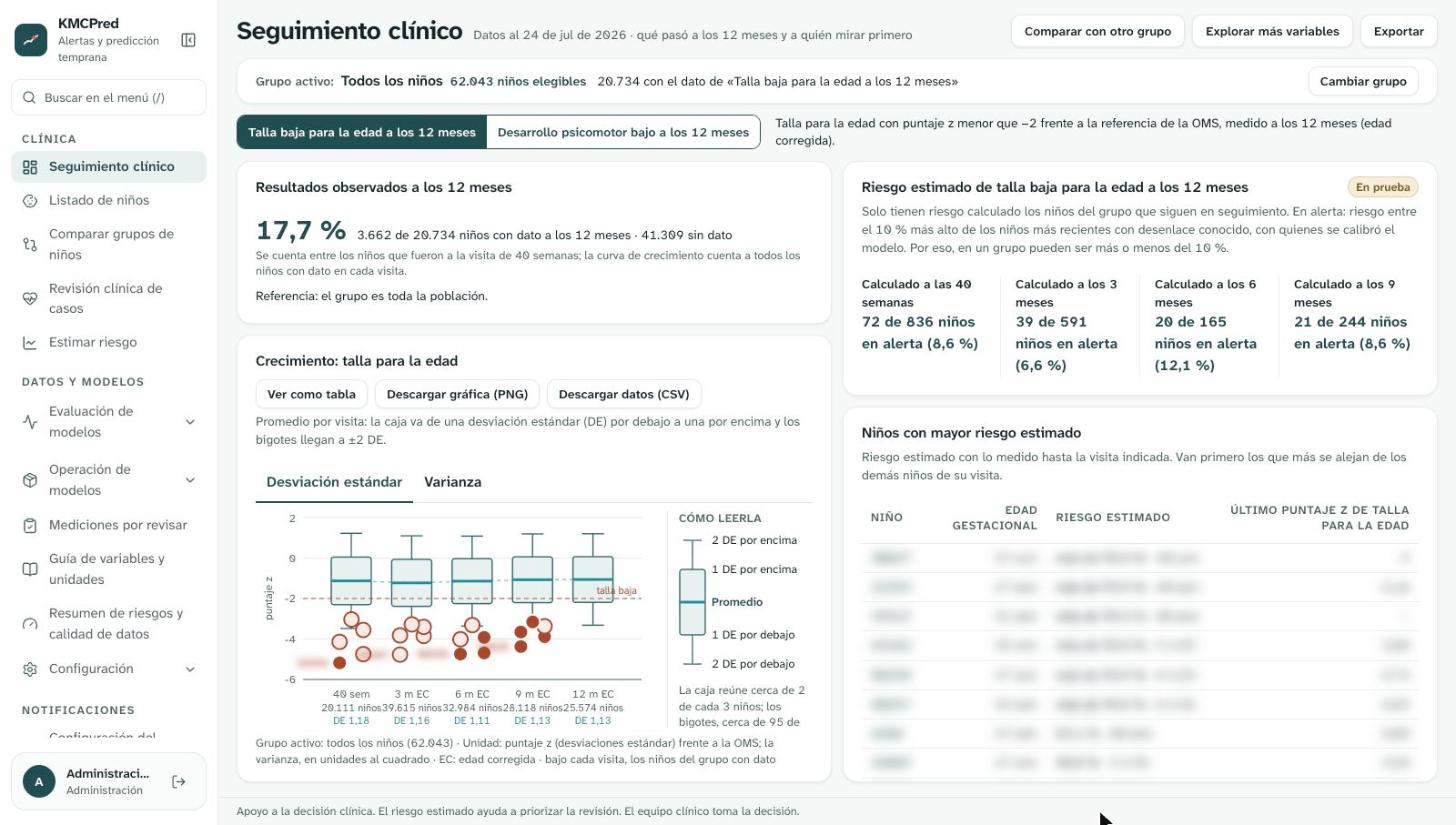 KMCPred
Alertas y predicción
temprana
Buscar en el menú (/)
CLÍNICA
Seguimiento clínico
Listado de niños
Comparar grupos de
niños
Revisión clínica de
casos
Estimar riesgo
DATOS Y MODELOS
Evaluación de
modelos
Operación de
modelos
Mediciones por revisar
Guía de variables y
unidades
Resumen de riesgos y
calidad de datos
Configuración
NOTIFICACIONES
Configuración del
A
Administraci...
Administración
Seguimiento clínico
Datos al 24 de jul de 2026 · qué pasó a los 12 meses y a quién mirar primero
Comparar con otro grupo
Explorar más variables
Exportar
Grupo activo: Todos los niños 62.043 niños elegibles 20.734 con el dato de «Talla baja para la edad a los 12 meses»
Cambiar grupo
Talla baja para la edad a los 12 meses
Desarrollo psicomotor bajo a los 12 meses
Talla para la edad con puntaje z menor que −2 frente a la referencia de la OMS, medido a los 12 meses (edad
corregida).
Resultados observados a los 12 meses
17,7 % 3.662 de 20.734 niños con dato a los 12 meses · 41.309 sin dato
Se cuenta entre los niños que fueron a la visita de 40 semanas; la curva de crecimiento cuenta a todos los
niños con dato en cada visita.
Referencia: el grupo es toda la población.
Crecimiento: talla para la edad
Ver como tabla
Descargar gráfica (PNG)
Descargar datos (CSV)
Promedio por visita: la caja va de una desviación estándar (DE) por debajo a una por encima y los
bigotes llegan a ±2 DE.
Desviación estándar
Varianza
puntaje z
2
0
-2
-4
-6
talla baja
40 sem 3 m EC 6 m EC 9 m EC 12 m EC
20.111 niños 39.615 niños 32.984 niños 28.118 niños 25.574 niños
DE 1,18 DE 1,16 DE 1,11 DE 1,13 DE 1,13
CÓMO LEERLA
2 DE por encima
1 DE por encima
Promedio
1 DE por debajo
2 DE por debajo
La caja reúne cerca de 2
de cada 3 niños; los
bigotes, cerca de 95 de
Grupo activo: todos los niños (62.043) · Unidad: puntaje z (desviaciones estándar) frente a la OMS; la
varianza, en unidades al cuadrado · EC: edad corregida · bajo cada visita, los niños del grupo con dato
Riesgo estimado de talla baja para la edad a los 12 meses
En prueba
Solo tienen riesgo calculado los niños del grupo que siguen en seguimiento. En alerta: riesgo entre
el 10 % más alto de los niños más recientes con desenlace conocido, con quienes se calibró el
modelo. Por eso, en un grupo pueden ser más o menos del 10 %.
Calculado a las 40
semanas
72 de 836 niños
en alerta (8,6 %)
Calculado a los 3
meses
39 de 591
niños en alerta
(6,6 %)
Calculado a los 6
meses
20 de 165
niños en alerta
(12,1 %)
Calculado a los 9
meses
21 de 244 niños
en alerta (8,6 %)
Niños con mayor riesgo estimado
Riesgo estimado con lo medido hasta la visita indicada. Van primero los que más se alejan de los
demás niños de su visita.
NIÑO
EDAD
GESTACIONAL
RIESGO ESTIMADO
ÚLTIMO PUNTAJE Z DE TALLA
PARA LA EDAD
Apoyo a la decisión clínica. El riesgo estimado ayuda a priorizar la revisión. El equipo clínico toma la decisión.